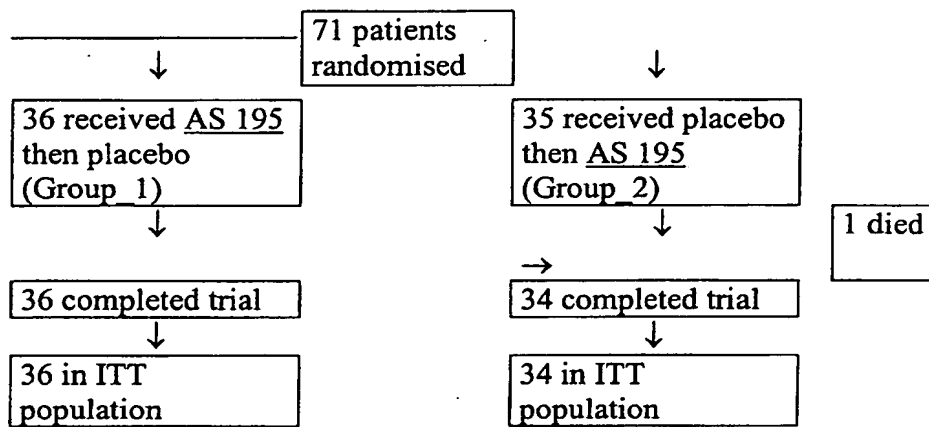 71 patients
randomised
36 received AS 195
then placebo
(Group_1)
35 received placebo
then AS 195
(Group_2)
1 died
36 completed trial
34 completed trial
36 in ITT
population
34 in ITT
population